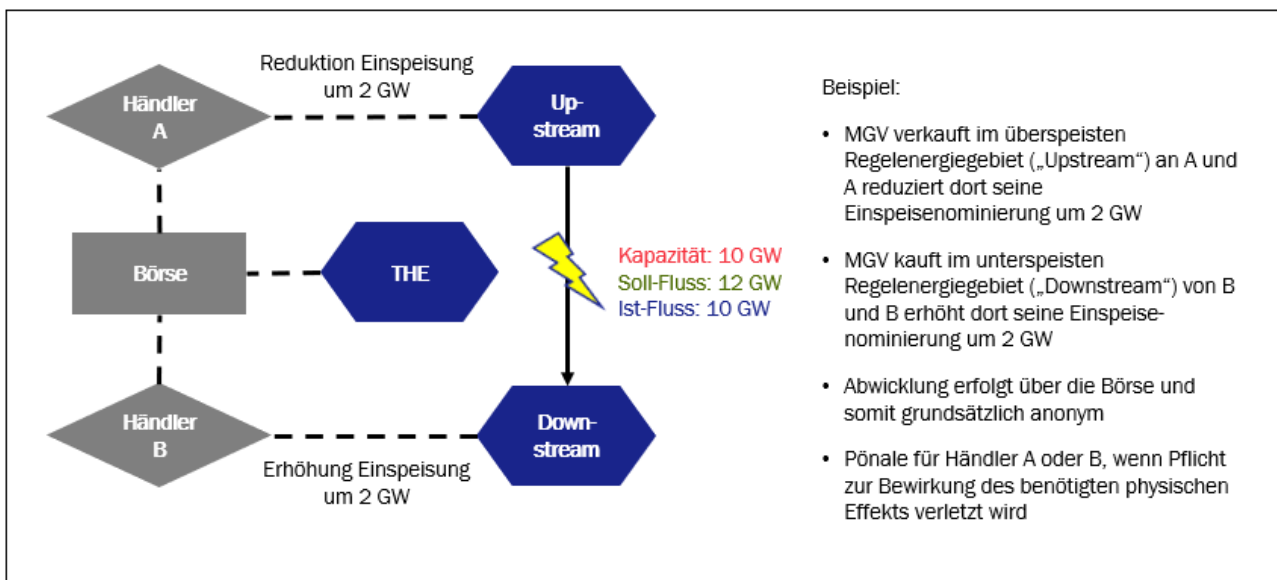 Reduktion Einspeisung
um 2 GW
Händler
A
Up-
stream
Börse
THE
Kapazität: 10 GW
Soll-Fluss: 12 GW
Ist-Fluss: 10 GW
Händler
B
Down-
stream
Erhöhung Einspeisung
um 2 GW
Beispiel:
• MGV verkauft im überspeisten
Regelenergiegebiet („Upstream“) an A und
A reduziert dort seine
Einspeisenominierung um 2 GW
• MGV kauft im unterspeisten
Regelenergiegebiet („Downstream“) von B
und B erhöht dort seine Einspeise-
nominierung um 2 GW
• Abwicklung erfolgt über die Börse und
somit grundsätzlich anonym
• Pönale für Händler A oder B, wenn Pflicht
zur Bewirkung des benötigten physischen
Effekts verletzt wird